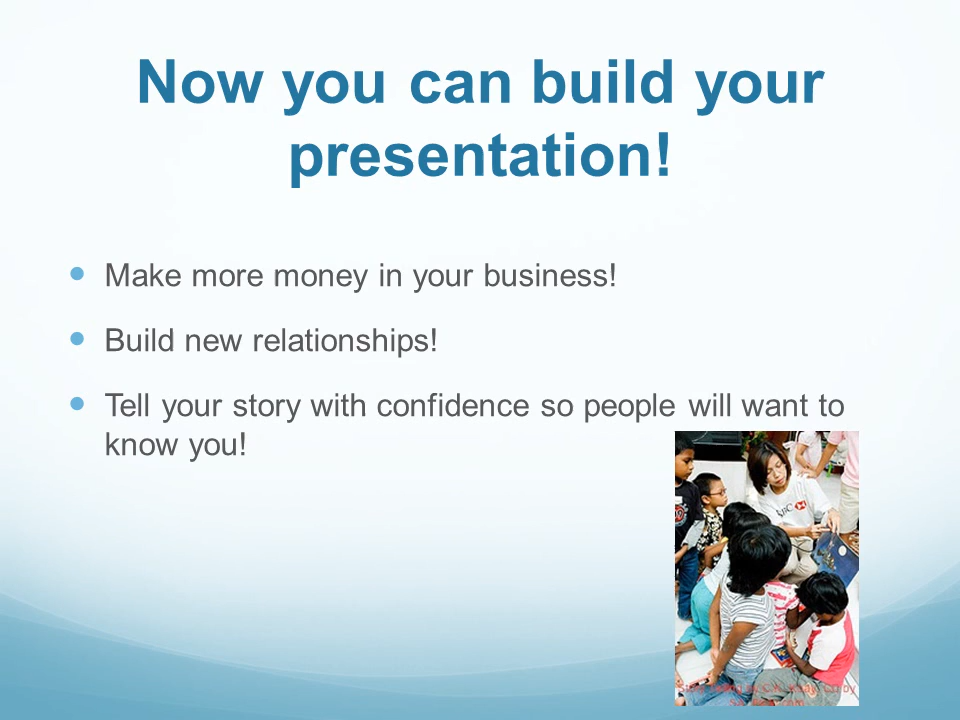 Now you can build your
presentation!
Make more money in your business!
Build new relationships!
Tell your story with confidence so people will want to
know you!
by